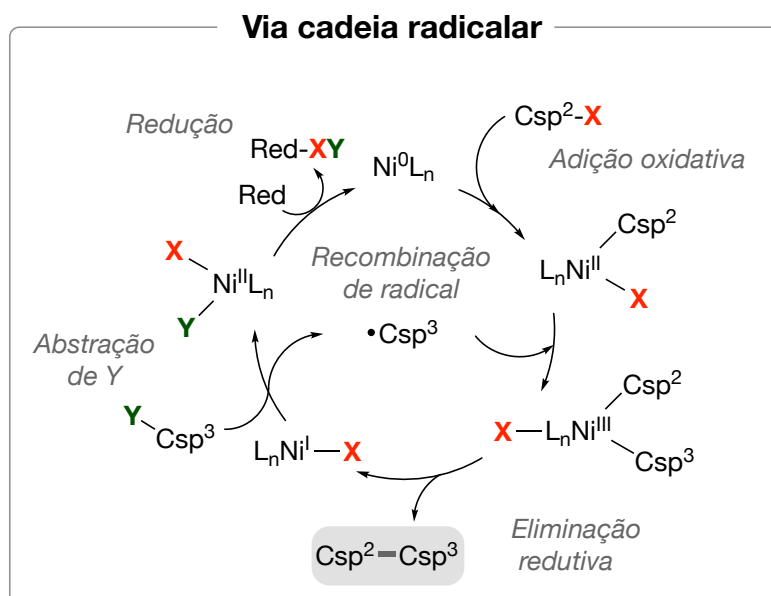 Via cadeia radicalar
Redução
Red-XY
Red
Ni⁰Lₙ
Csp²-X
Adição oxidativa
Csp²
LₙNiᴵᴵ
X
X
NiᴵᴵLₙ
Y
Recombinação
de radical
•Csp³
Abstração
de Y
Y
Csp³
LₙNiᴵ—X
Csp²
X—LₙNiᴵᴵᴵ
Csp³
Eliminação
redutiva
Csp²–Csp³